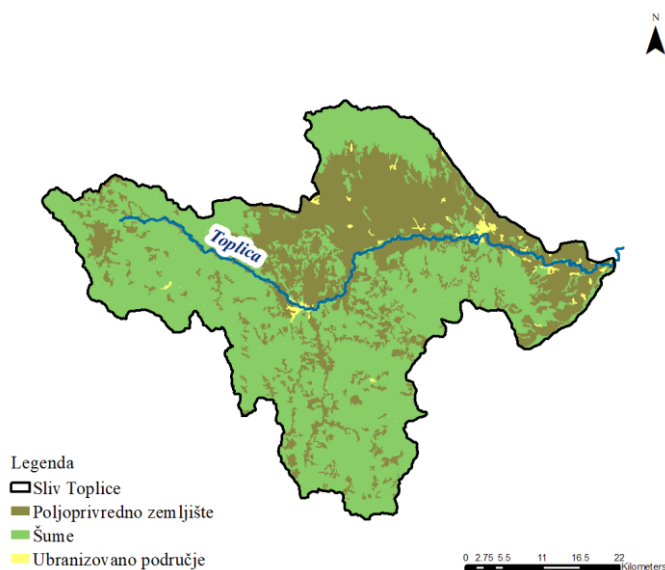 N
Toplica
Legenda
Sliv Toplice
Poljoprivredno zemljište
Šume
Ubranizovano područje
0 2.75 5.5 11 16.5 22
Kilometers